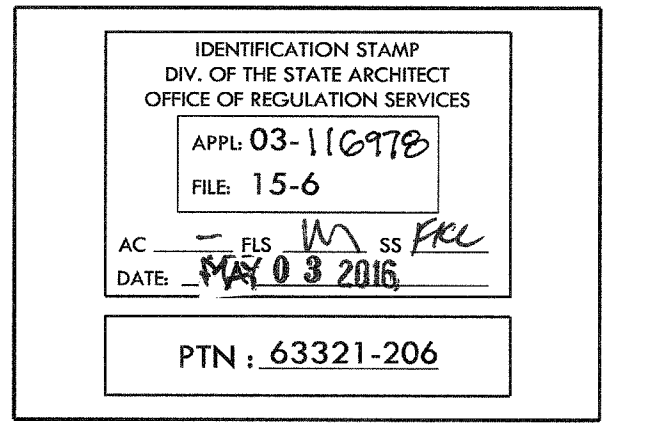 IDENTIFICATION STAMP
DIV. OF THE STATE ARCHITECT
OFFICE OF REGULATION SERVICES
APPL: 03-116978
FILE: 15-6
AC — FLS SS
DATE: MAY 03 2016
PTN : 63321-206